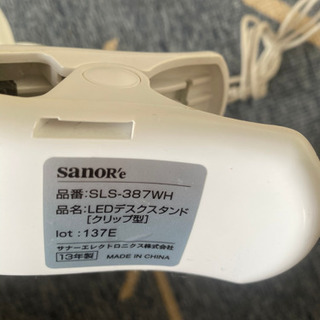 sanoR'e
品番:SLS-387WH
品名:LEDデスクスタンド
[クリップ型]
lot:137E
サナーエレクトロニクス株式会社
13年製 MADE IN CHINA